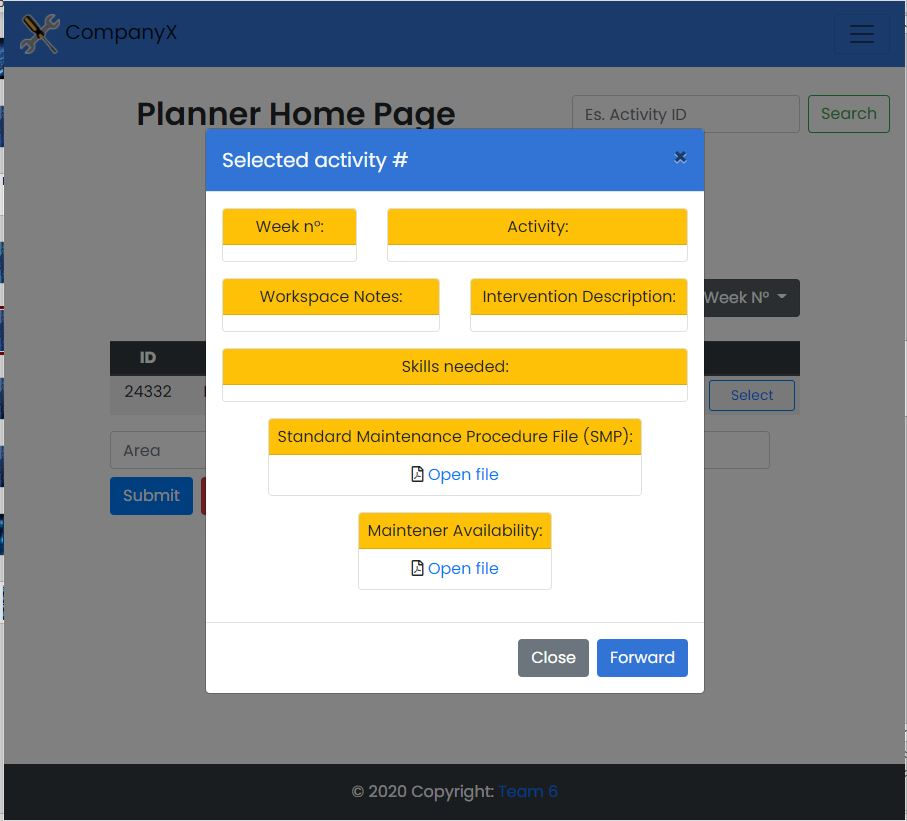 CompanyX
Planner Home Page
Es. Activity ID
Search
Selected activity #
×
Week n°:
Activity:
Workspace Notes:
Intervention Description:
Week N°
Skills needed:
ID
24332
Select
Standard Maintenance Procedure File (SMP):
Area
Open file
Submit
Maintener Availability:
Open file
Close
Forward
© 2020 Copyright: Team 6